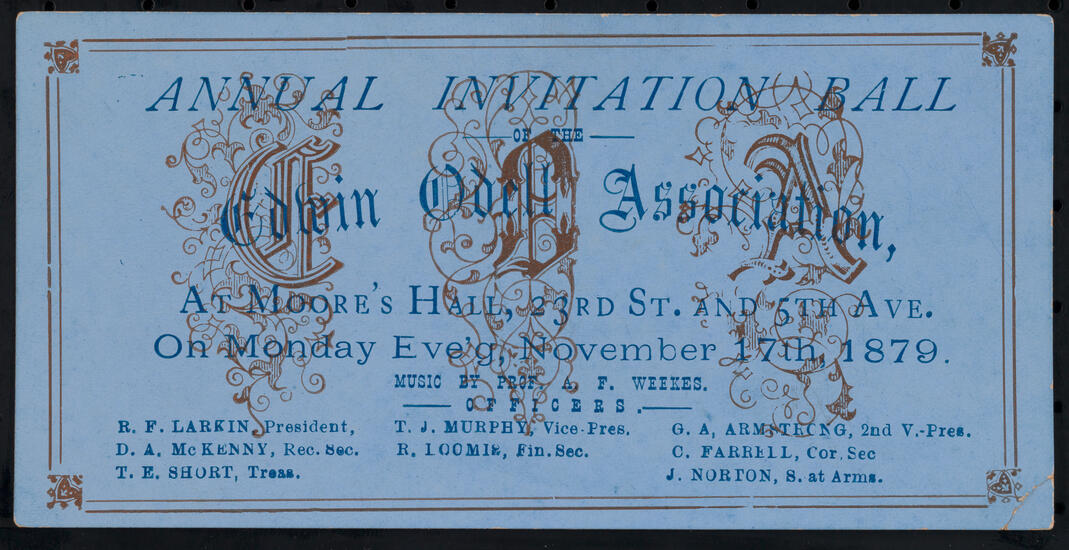 ANNUAL INVITATION BALL
OF THE
Edwin Odell Association,
E O A
AT MOORE'S HALL, 23RD ST. AND 5TH AVE.
On Monday Eve'g, November 17th, 1879.
MUSIC BY PROF. A. F. WEEKES.
OFFICERS.
R. F. LARKIN, President, T. J. MURPHY, Vice-Pres. G. A, ARMSTRONG, 2nd V.-Pres.
D. A. McKENNY, Rec. Sec. R. LOOMIS, Fin. Sec. C. FARRELL, Cor. Sec
T. E. SHORT, Treas. J. NORTON, S. at Arms.